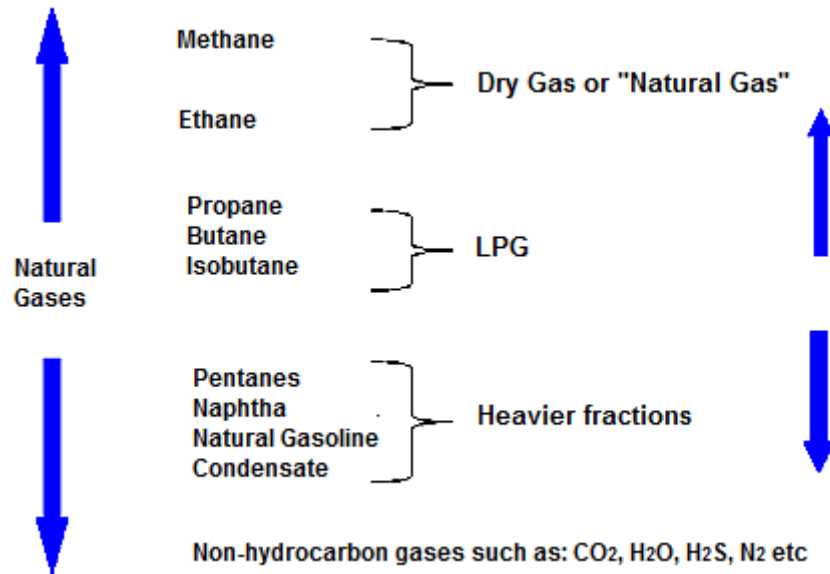 Methane
Dry Gas or "Natural Gas"
Ethane
Propane
Butane
Isobutane
LPG
Natural
Gases
Pentanes
Naphtha
Natural Gasoline
Condensate
Heavier fractions
Non-hydrocarbon gases such as: CO2, H2O, H2S, N2 etc